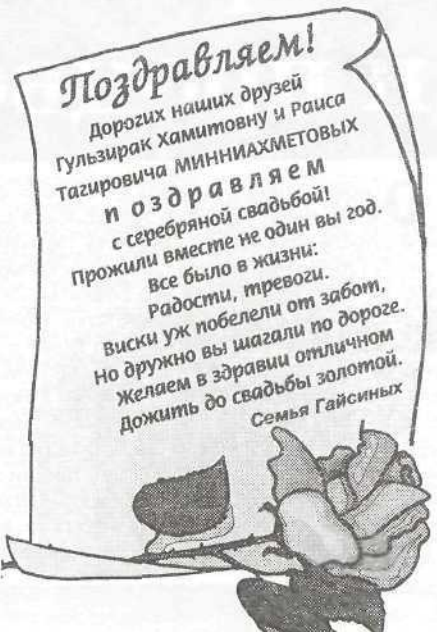 Поздравляем!
Дорогих наших друзей
Гульзирак Хамитовну и Раиса
Тагировича МИННИАХМЕТОВЫХ
п о з д р а в л я е м
с серебряной свадьбой!
Прожили вместе не один вы год.
Все было в жизни:
Радости, тревоги.
Виски уж побелели от забот,
Но дружно вы шагали по дороге.
Желаем в здравии отличном
Дожить до свадьбы золотой.
Семья Гайсиных